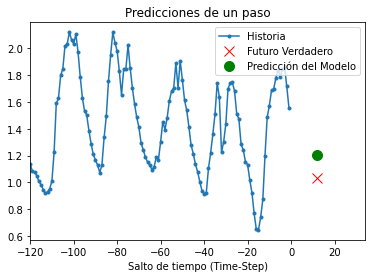 Predicciones de un paso
Historia
Futuro Verdadero
Predicción del Modelo
2.0
1.8
1.6
1.4
1.2
1.0
0.8
0.6
−120 −100 −80 −60 −40 −20 0 20
Salto de tiempo (Time-Step)